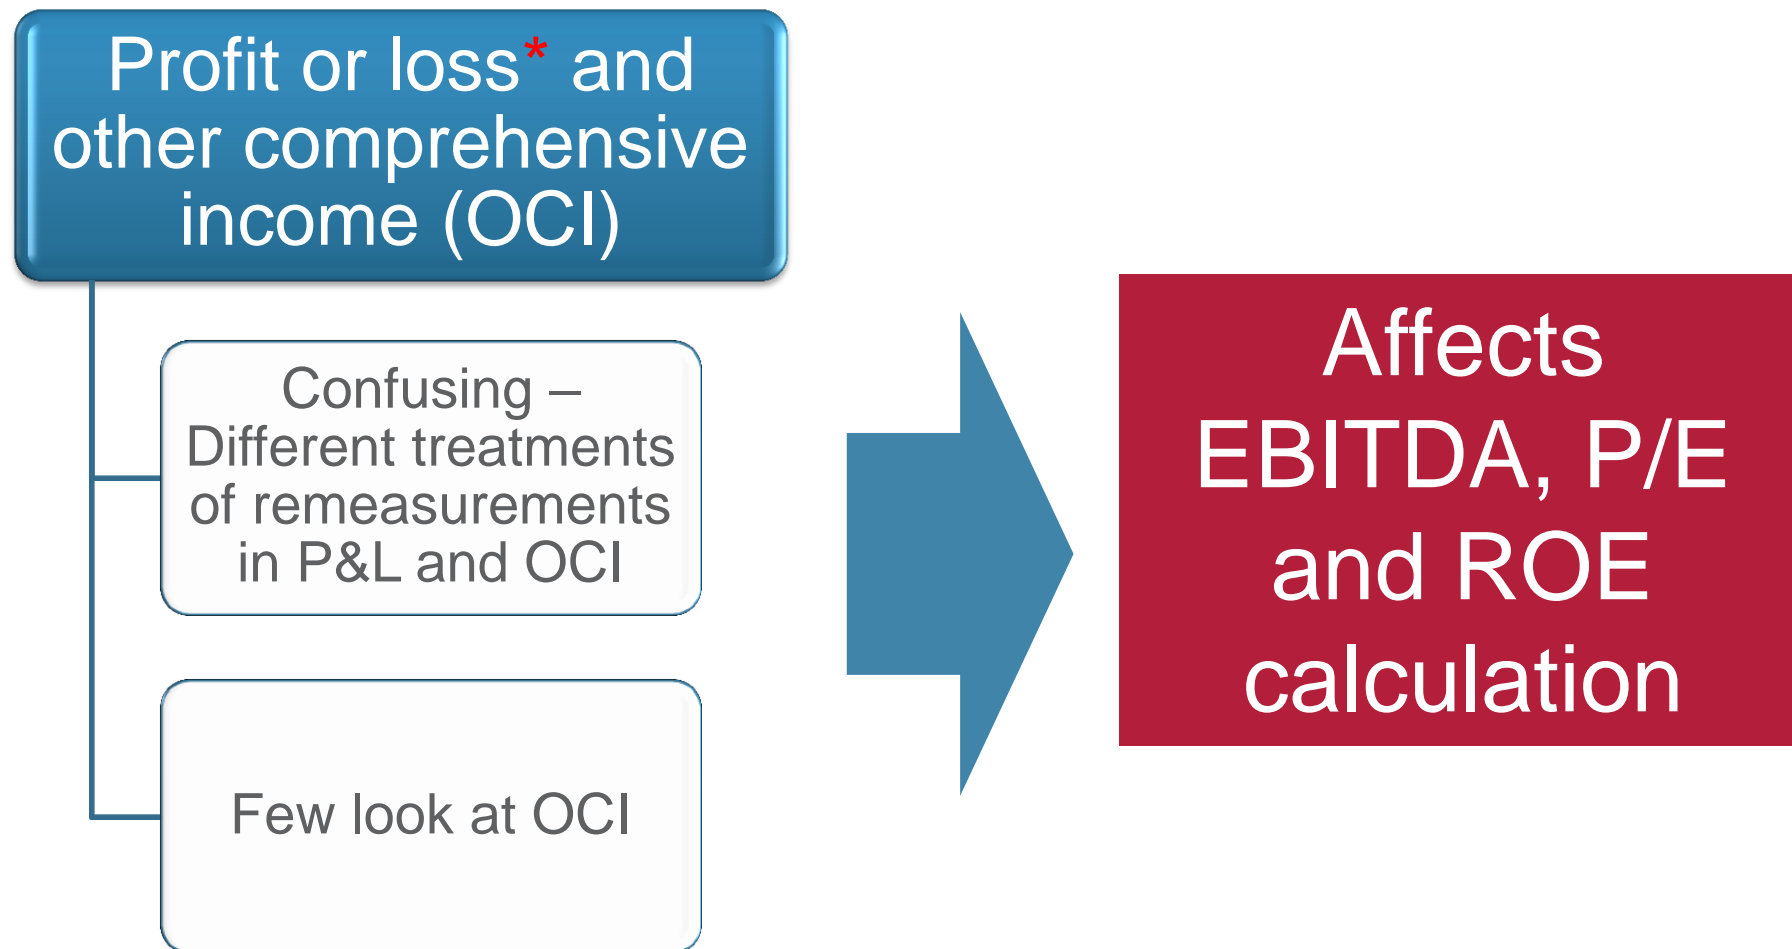 Profit or loss* and
other comprehensive
income (OCI)
Confusing –
Different treatments
of remeasurements
in P&L and OCI
Few look at OCI
Affects
EBITDA, P/E
and ROE
calculation